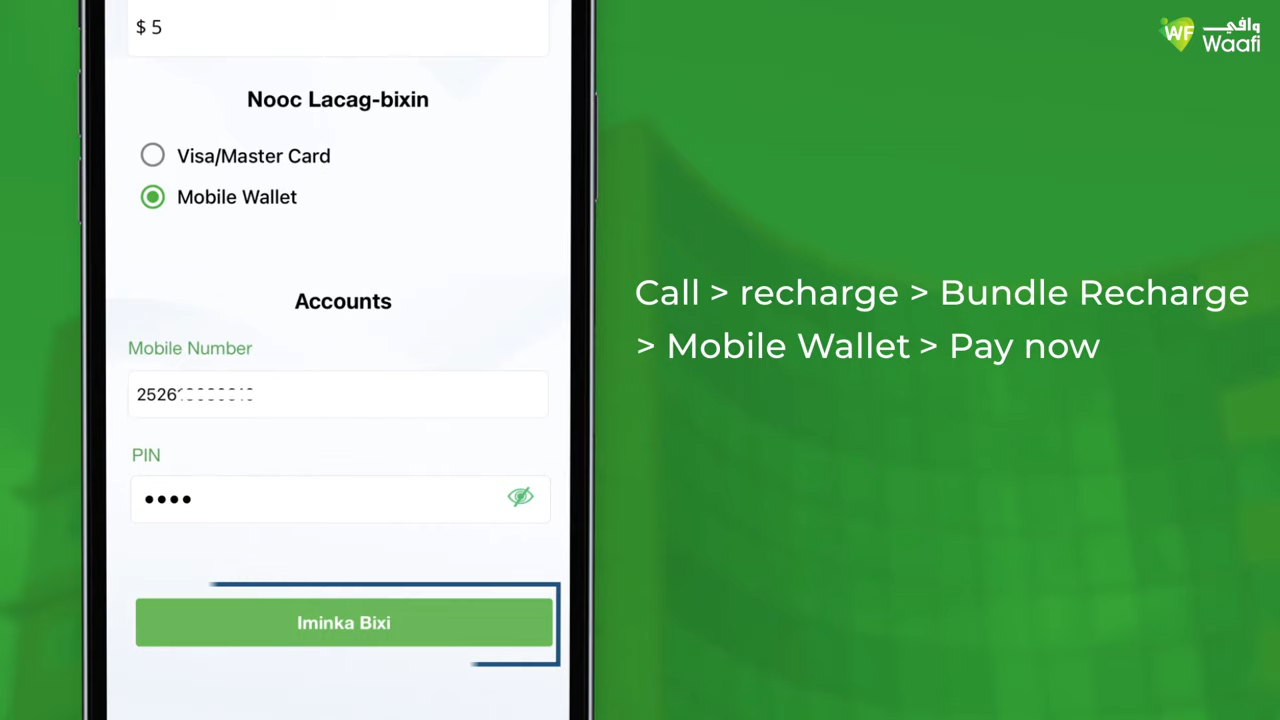 $ 5
Nooc Lacag-bixin
Visa/Master Card
Mobile Wallet
Accounts
Mobile Number
2526
PIN
••••
Iminka Bixi
WF
وافي
Waafi
Call > recharge > Bundle Recharge
> Mobile Wallet > Pay now